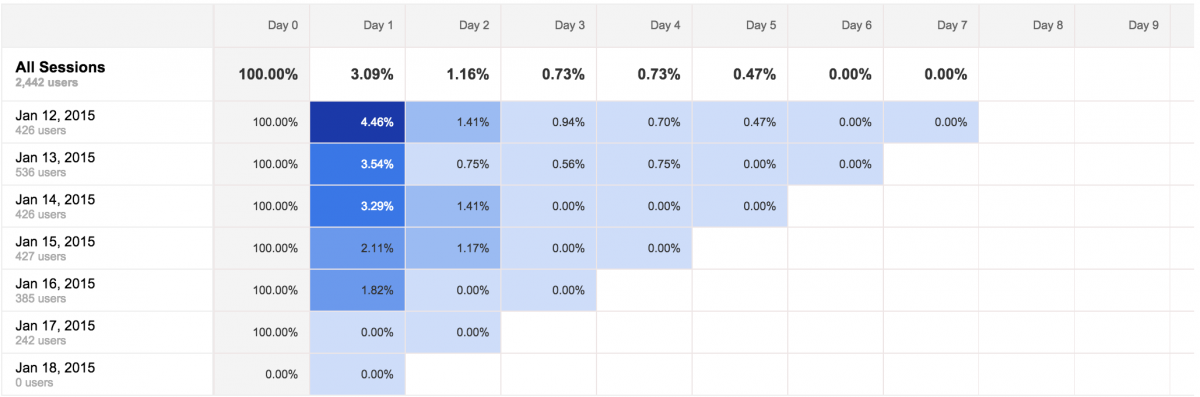 Day 0 Day 1 Day 2 Day 3 Day 4 Day 5 Day 6 Day 7 Day 8 Day 9
All Sessions
2,442 users
100.00% 3.09% 1.16% 0.73% 0.73% 0.47% 0.00% 0.00%
Jan 12, 2015
426 users
100.00% 4.46% 1.41% 0.94% 0.70% 0.47% 0.00% 0.00%
Jan 13, 2015
536 users
100.00% 3.54% 0.75% 0.56% 0.75% 0.00% 0.00%
Jan 14, 2015
426 users
100.00% 3.29% 1.41% 0.00% 0.00% 0.00%
Jan 15, 2015
427 users
100.00% 2.11% 1.17% 0.00% 0.00%
Jan 16, 2015
385 users
100.00% 1.82% 0.00% 0.00%
Jan 17, 2015
242 users
100.00% 0.00% 0.00%
Jan 18, 2015
0 users
0.00% 0.00%